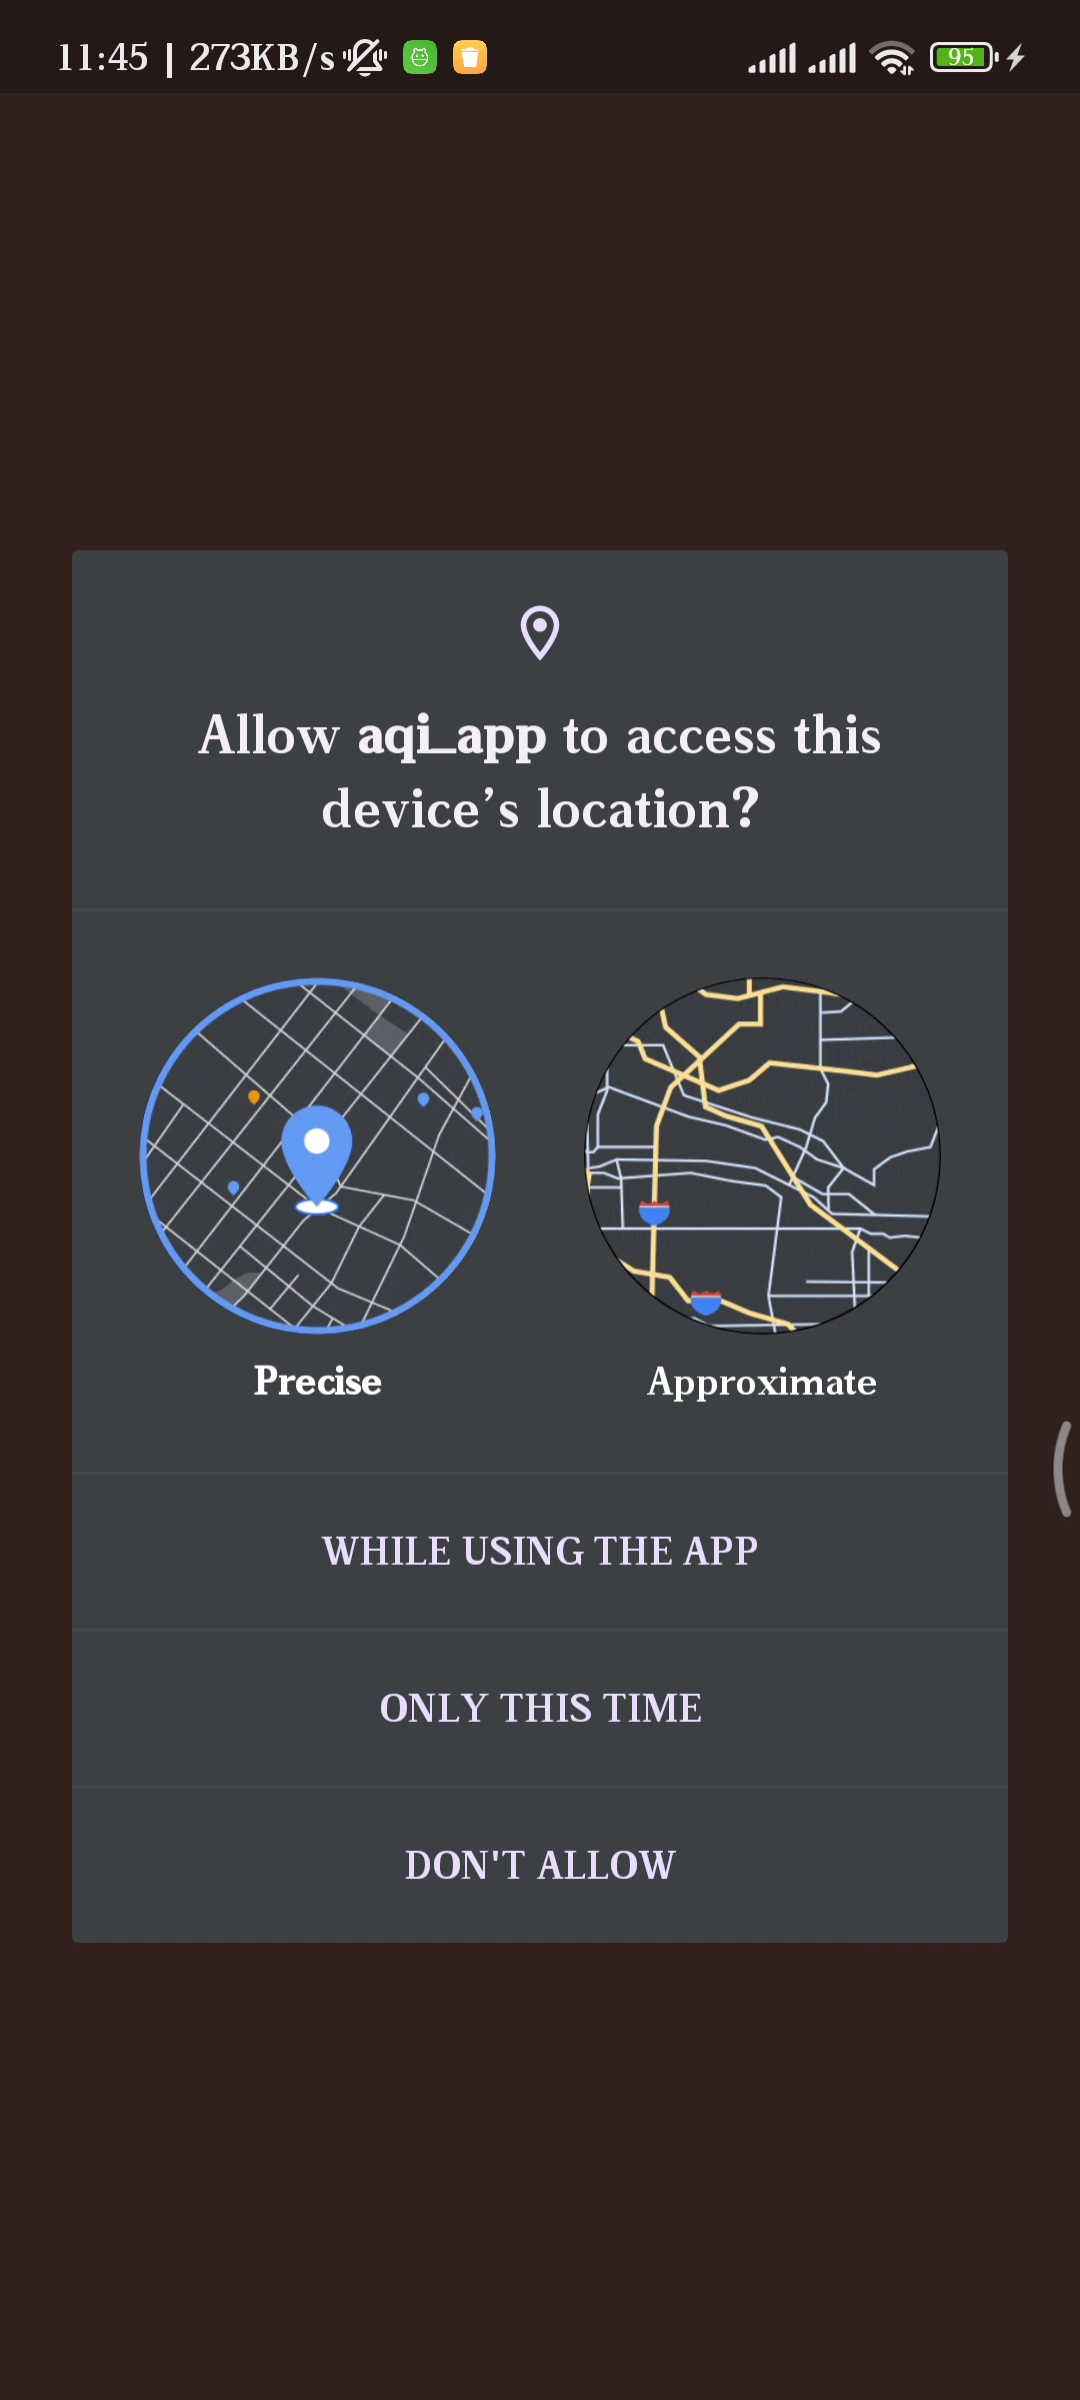 11:45 | 273KB/s 95
Allow aqi_app to access this
device’s location?
Precise Approximate
WHILE USING THE APP
ONLY THIS TIME
DON'T ALLOW